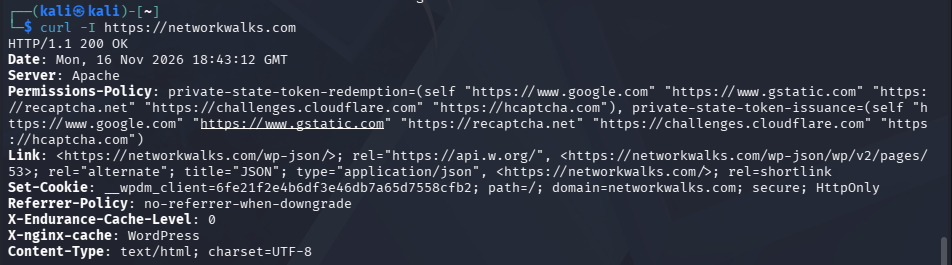 ┌──(kali㉿kali)-[~]
└─$ curl -I https://networkwalks.com
HTTP/1.1 200 OK
Date: Mon, 16 Nov 2026 18:43:12 GMT
Server: Apache
Permissions-Policy: private-state-token-redemption=(self "https://www.google.com" "https://www.gstatic.com" "https:
//recaptcha.net" "https://challenges.cloudflare.com" "https://hcaptcha.com"), private-state-token-issuance=(self "h
ttps://www.google.com" "https://www.gstatic.com" "https://recaptcha.net" "https://challenges.cloudflare.com" "https
://hcaptcha.com")
Link: <https://networkwalks.com/wp-json/>; rel="https://api.w.org/", <https://networkwalks.com/wp-json/wp/v2/pages/
53>; rel="alternate"; title="JSON"; type="application/json", <https://networkwalks.com/>; rel=shortlink
Set-Cookie: __wpdm_client=6fe21f2e4b6df3e46db7a65d7558cfb2; path=/; domain=networkwalks.com; secure; HttpOnly
Referrer-Policy: no-referrer-when-downgrade
X-Endurance-Cache-Level: 0
X-nginx-cache: WordPress
Content-Type: text/html; charset=UTF-8